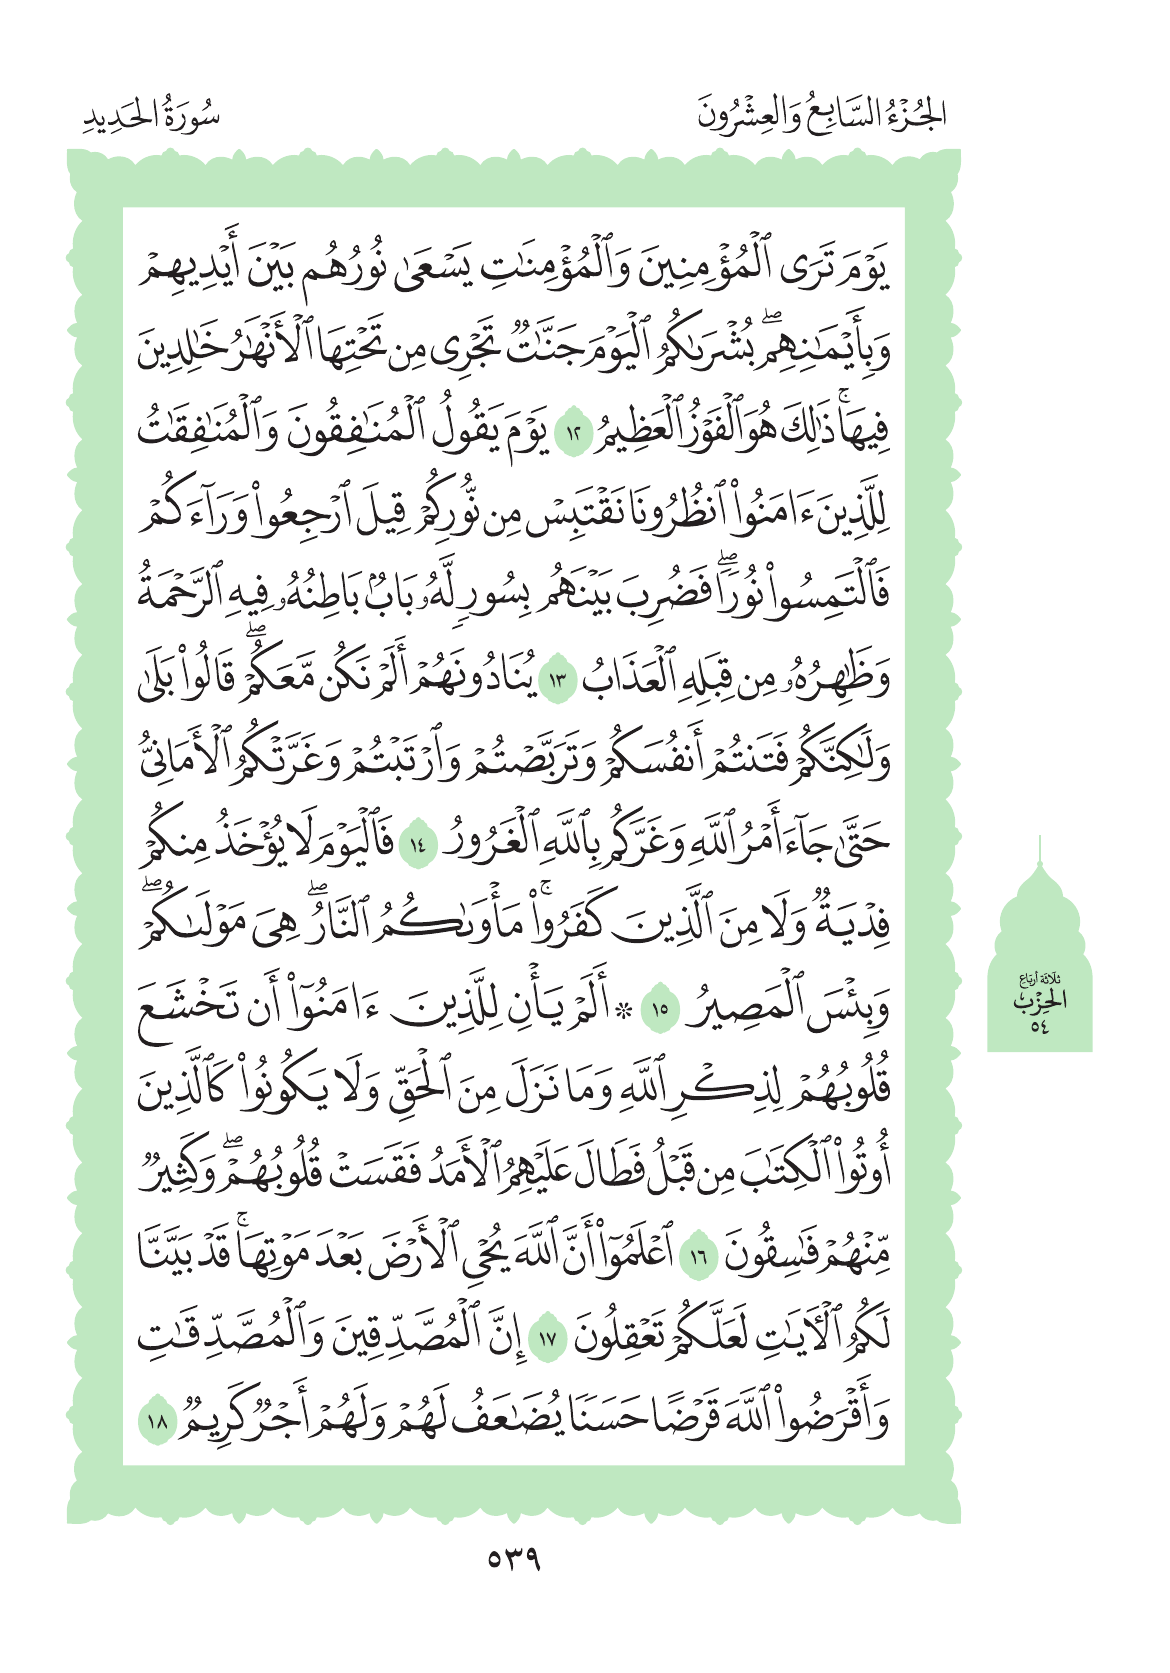 الجُزْءُ السَّابِعُ وَالعِشْرُونَ
سُورَةُ الحَدِيدِ
يَوْمَ تَرَى ٱلْمُؤْمِنِينَ وَٱلْمُؤْمِنَٰتِ يَسْعَىٰ نُورُهُم بَيْنَ أَيْدِيهِمْ
وَبِأَيْمَٰنِهِمۖ بُشْرَىٰكُمُ ٱلْيَوْمَ جَنَّٰتٌ تَجْرِى مِن تَحْتِهَا ٱلْأَنْهَٰرُ خَٰلِدِينَ
فِيهَاۚ ذَٰلِكَ هُوَ ٱلْفَوْزُ ٱلْعَظِيمُ ١٢ يَوْمَ يَقُولُ ٱلْمُنَٰفِقُونَ وَٱلْمُنَٰفِقَٰتُ
لِلَّذِينَ ءَامَنُوا۟ ٱنظُرُونَا نَقْتَبِسْ مِن نُّورِكُمْ قِيلَ ٱرْجِعُوا۟ وَرَآءَكُمْ
فَٱلْتَمِسُوا۟ نُورًاۖ فَضُرِبَ بَيْنَهُم بِسُورٍ لَّهُۥ بَابٌۢ بَاطِنُهُۥ فِيهِ ٱلرَّحْمَةُ
وَظَٰهِرُهُۥ مِن قِبَلِهِ ٱلْعَذَابُ ١٣ يُنَادُونَهُمْ أَلَمْ نَكُن مَّعَكُمْۖ قَالُوا۟ بَلَىٰ
وَلَٰكِنَّكُمْ فَتَنتُمْ أَنفُسَكُمْ وَتَرَبَّصْتُمْ وَٱرْتَبْتُمْ وَغَرَّتْكُمُ ٱلْأَمَانِىُّ
حَتَّىٰ جَآءَ أَمْرُ ٱللَّهِ وَغَرَّكُم بِٱللَّهِ ٱلْغَرُورُ ١٤ فَٱلْيَوْمَ لَا يُؤْخَذُ مِنكُمْ
فِدْيَةٌ وَلَا مِنَ ٱلَّذِينَ كَفَرُوا۟ۚ مَأْوَىٰكُمُ ٱلنَّارُۖ هِىَ مَوْلَىٰكُمْۖ
وَبِئْسَ ٱلْمَصِيرُ ١٥ ۞ أَلَمْ يَأْنِ لِلَّذِينَ ءَامَنُوٓا۟ أَن تَخْشَعَ
قُلُوبُهُمْ لِذِكْرِ ٱللَّهِ وَمَا نَزَلَ مِنَ ٱلْحَقِّ وَلَا يَكُونُوا۟ كَٱلَّذِينَ
أُوتُوا۟ ٱلْكِتَٰبَ مِن قَبْلُ فَطَالَ عَلَيْهِمُ ٱلْأَمَدُ فَقَسَتْ قُلُوبُهُمْۖ وَكَثِيرٌ
مِّنْهُمْ فَٰسِقُونَ ١٦ ٱعْلَمُوٓا۟ أَنَّ ٱللَّهَ يُحْىِ ٱلْأَرْضَ بَعْدَ مَوْتِهَاۚ قَدْ بَيَّنَّا
لَكُمُ ٱلْءَايَٰتِ لَعَلَّكُمْ تَعْقِلُونَ ١٧ إِنَّ ٱلْمُصَّدِّقِينَ وَٱلْمُصَّدِّقَٰتِ
وَأَقْرَضُوا۟ ٱللَّهَ قَرْضًا حَسَنًا يُضَٰعَفُ لَهُمْ وَلَهُمْ أَجْرٌ كَرِيمٌ ١٨
ثَلَاثَة أَربَاع
الحِزْب
٥٤
٥٣٩